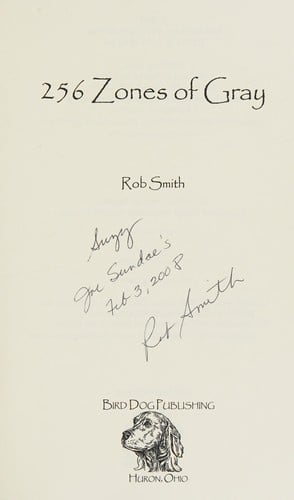 256 Zones of Gray
Rob Smith
Suzy
Joe Sundae's
Feb 3, 2008
Rob Smith
BIRD DOG PUBLISHING
HURON, OHIO